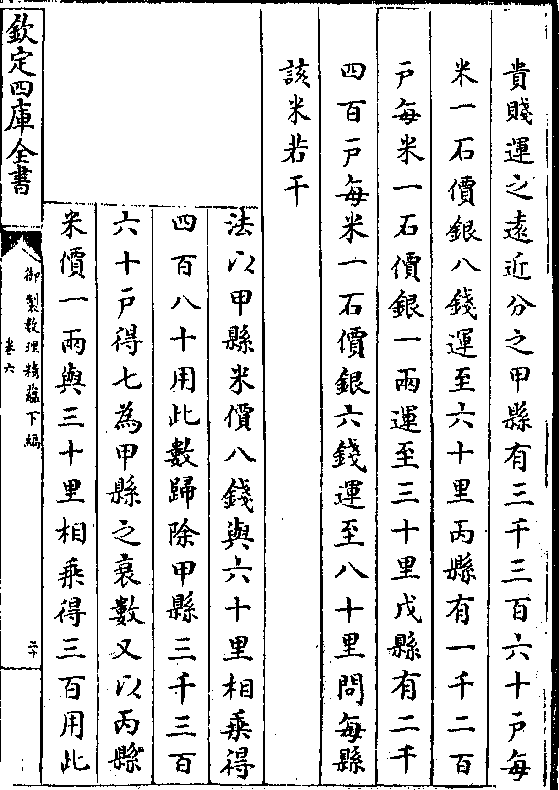 貴賤運之逺近分之甲縣有三千三百六十戸每
米一石價銀八錢運至六十里丙縣有一千二百
戸每米一石價銀一兩運至三十里戊縣有二千
四百戸每米一石價銀六錢運至八十里問每縣
該米若干
法以甲縣米價八錢與六十里相乗得
四百八十用此數歸除甲縣三千三百
六十戸得七為甲縣之衰數又以丙縣
米價一兩與三十里相乗得三百用此
欽定四庫全書
御製數理精蘊下編
卷六